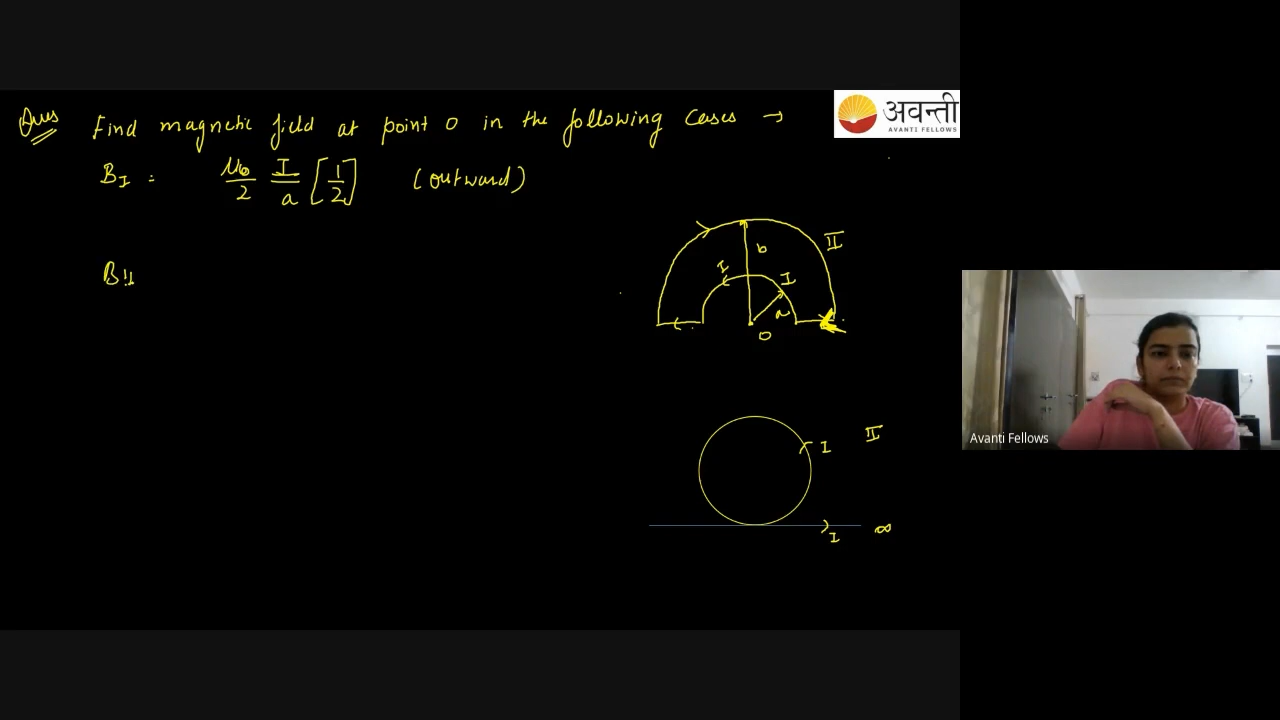 Ques Find magnetic field at point O in the following cases →
अवन्ती
AVANTI FELLOWS
B_I = μ₀/2 I/a [1/2] (outward)
II
b
I I
a
O
B_II
I II
I ∞
Avanti Fellows